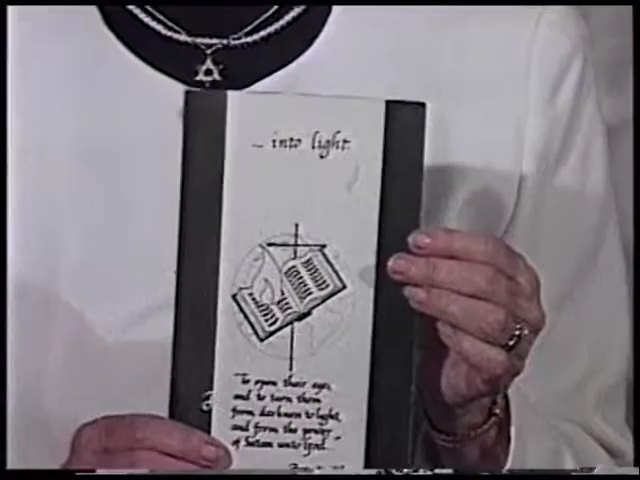 ... into light
"To open their eyes,
and to turn them
from darkness to light,
and from the power
of Satan unto God..."